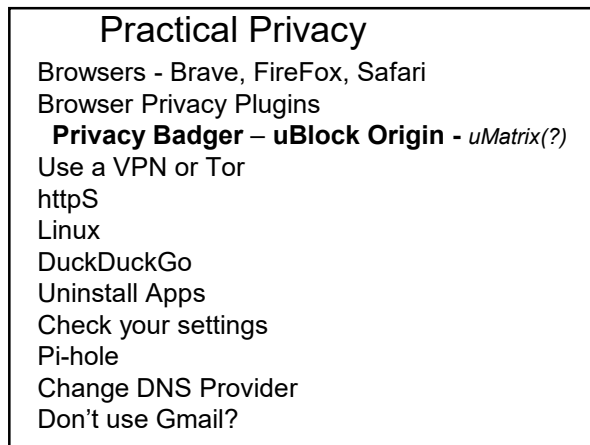 Practical Privacy
Browsers - Brave, FireFox, Safari
Browser Privacy Plugins
Privacy Badger – uBlock Origin - uMatrix(?)
Use a VPN or Tor
httpS
Linux
DuckDuckGo
Uninstall Apps
Check your settings
Pi-hole
Change DNS Provider
Don’t use Gmail?